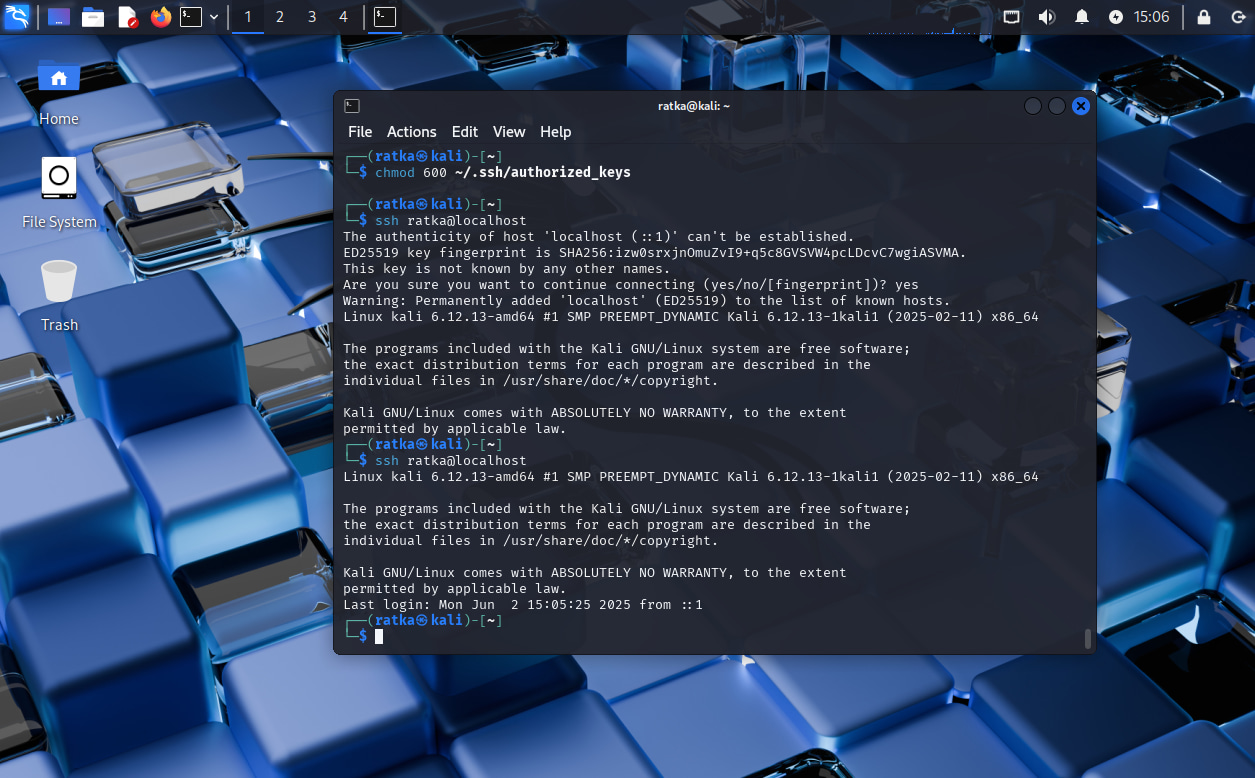 1 2 3 4
15:06
Home
File System
Trash
ratka@kali: ~
File Actions Edit View Help
┌──(ratka㉿kali)-[~]
└─$ chmod 600 ~/.ssh/authorized_keys
┌──(ratka㉿kali)-[~]
└─$ ssh ratka@localhost
The authenticity of host 'localhost (::1)' can't be established.
ED25519 key fingerprint is SHA256:izw0srxjnOmuZvI9+q5c8GVSVW4pcLDcvC7wgiASVMA.
This key is not known by any other names.
Are you sure you want to continue connecting (yes/no/[fingerprint])? yes
Warning: Permanently added 'localhost' (ED25519) to the list of known hosts.
Linux kali 6.12.13-amd64 #1 SMP PREEMPT_DYNAMIC Kali 6.12.13-1kali1 (2025-02-11) x86_64
The programs included with the Kali GNU/Linux system are free software;
the exact distribution terms for each program are described in the
individual files in /usr/share/doc/*/copyright.
Kali GNU/Linux comes with ABSOLUTELY NO WARRANTY, to the extent
permitted by applicable law.
┌──(ratka㉿kali)-[~]
└─$ ssh ratka@localhost
Linux kali 6.12.13-amd64 #1 SMP PREEMPT_DYNAMIC Kali 6.12.13-1kali1 (2025-02-11) x86_64
The programs included with the Kali GNU/Linux system are free software;
the exact distribution terms for each program are described in the
individual files in /usr/share/doc/*/copyright.
Kali GNU/Linux comes with ABSOLUTELY NO WARRANTY, to the extent
permitted by applicable law.
Last login: Mon Jun  2 15:05:25 2025 from ::1
┌──(ratka㉿kali)-[~]
└─$